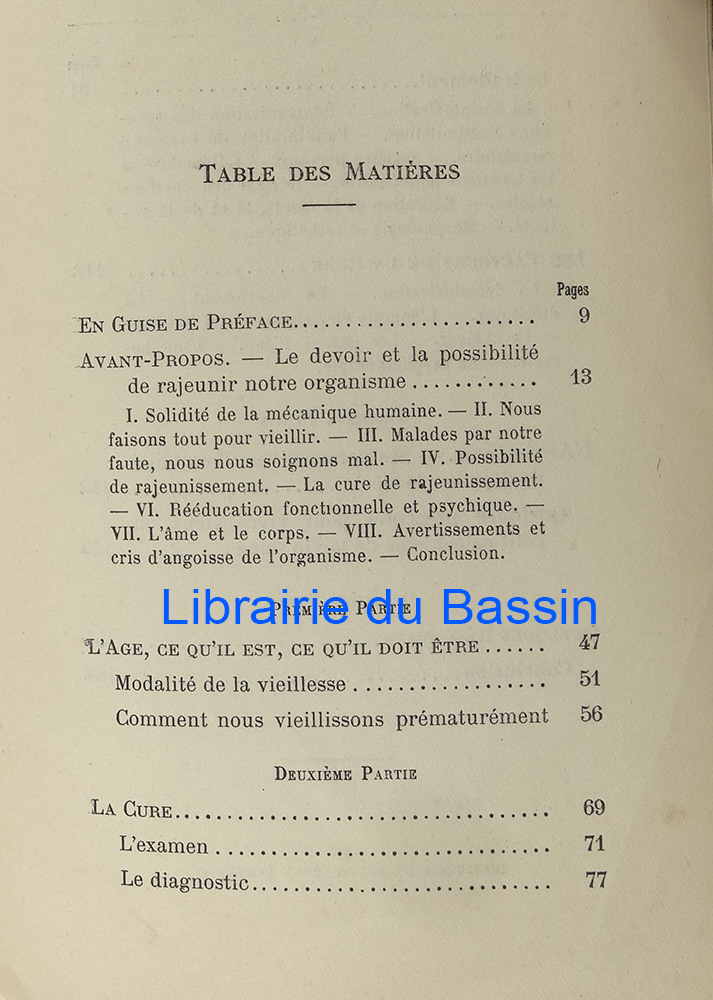 TABLE DES MATIÈRES
Pages
EN GUISE DE PRÉFACE........................ 9
AVANT-PROPOS. — Le devoir et la possibilité
de rajeunir notre organisme ............ 13
I. Solidité de la mécanique humaine. — II. Nous
faisons tout pour vieillir. — III. Malades par notre
faute, nous nous soignons mal. — IV. Possibilité
de rajeunissement. — La cure de rajeunissement.
— VI. Rééducation fonctionnelle et psychique. —
VII. L'âme et le corps. — VIII. Avertissements et
cris d'angoisse de l'organisme. — Conclusion.
PREMIÈRE PARTIE
Librairie du Bassin
L'AGE, CE QU'IL EST, CE QU'IL DOIT ÊTRE ...... 47
Modalité de la vieillesse .................. 51
Comment nous vieillissons prématurément 56
DEUXIÈME PARTIE
LA CURE.................................. 69
L'examen ................................ 71
Le diagnostic............................ 77